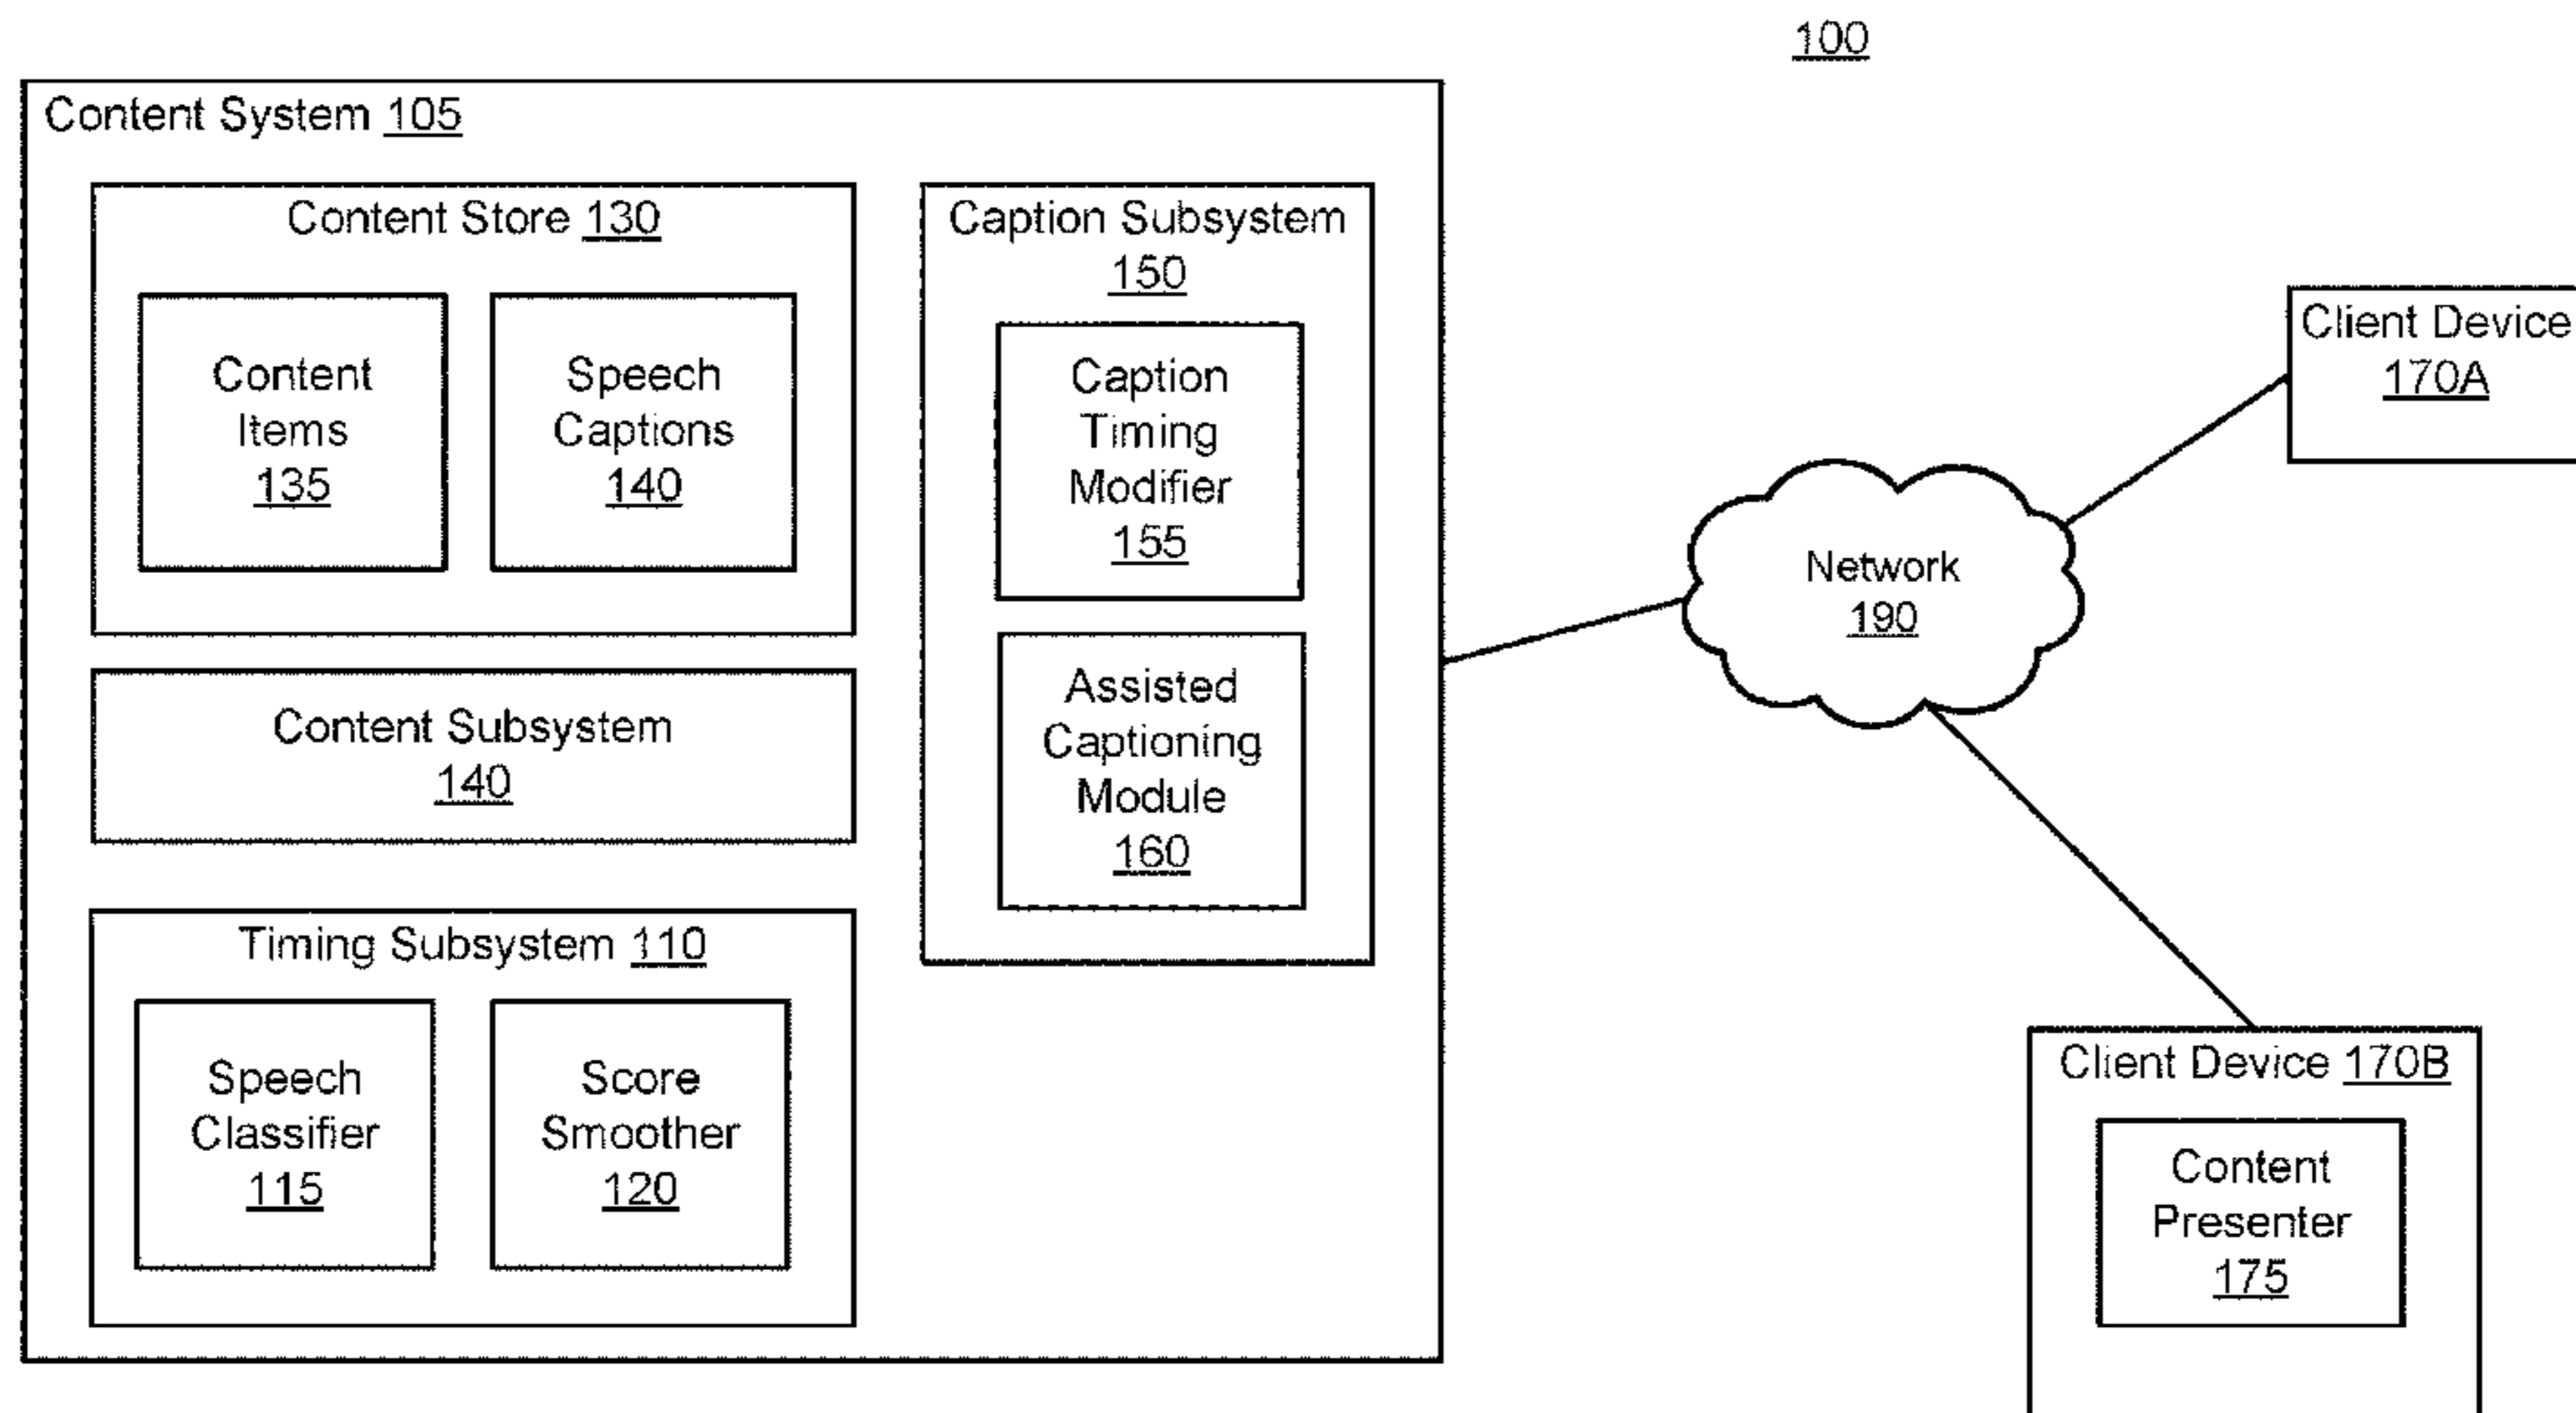 100
Content System 105
Content Store 130
Content
Items
135
Speech
Captions
140
Content Subsystem
140
Timing Subsystem 110
Speech
Classifier
115
Score
Smoother
120
Caption Subsystem
150
Caption
Timing
Modifier
155
Assisted
Captioning
Module
160
Network
190
Client Device
170A
Client Device 170B
Content
Presenter
175